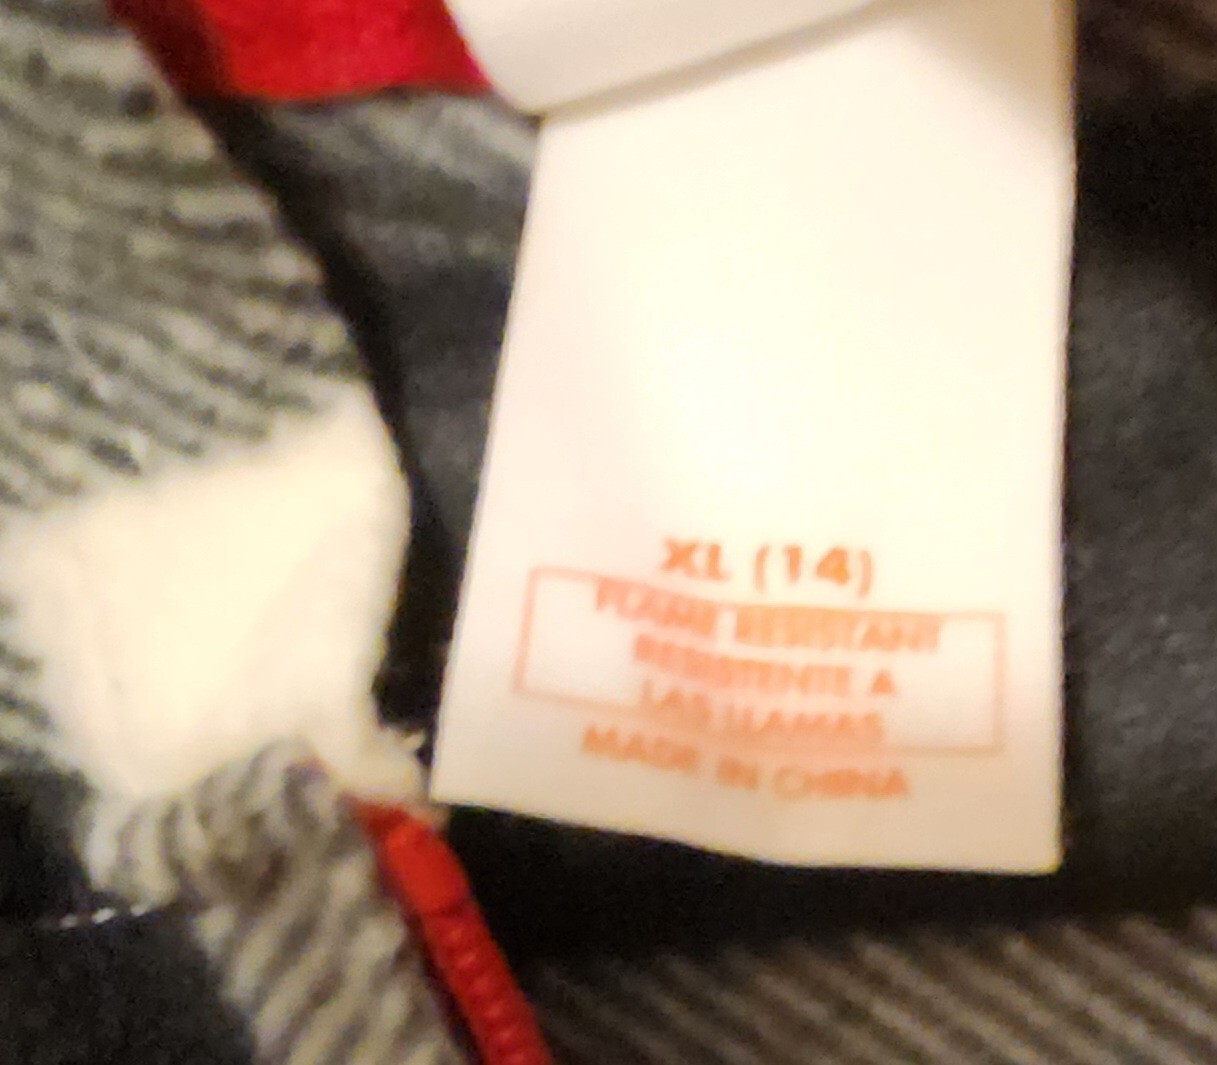 XL (14)
FLAME RESISTANT
RESISTENTE A
LAS LLAMAS
MADE IN CHINA